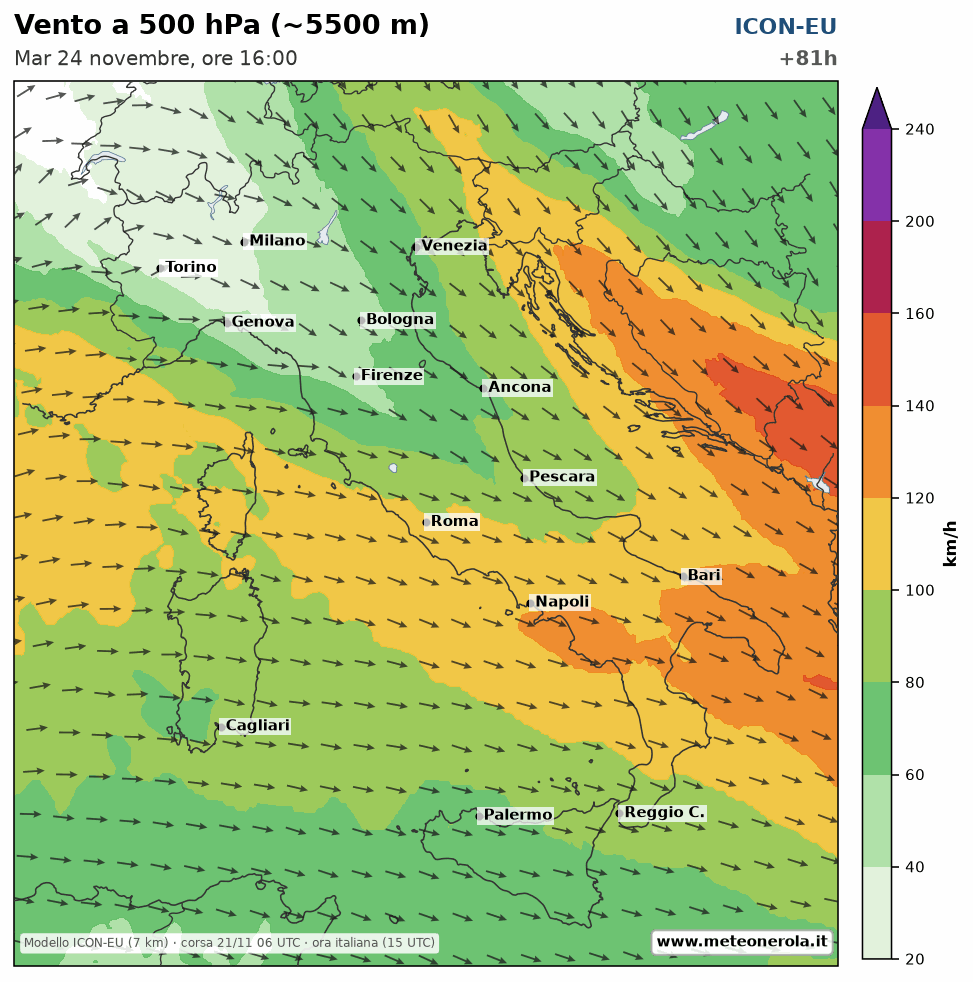 Vento a 500 hPa (~5500 m)
ICON-EU
Mar 24 novembre, ore 16:00
+81h
Milano
Venezia
Torino
Genova
Bologna
Firenze
Ancona
Pescara
Roma
Bari
Napoli
Cagliari
Palermo
Reggio C.
240
200
160
140
120
100
80
60
40
20
km/h
Modello ICON-EU (7 km) · corsa 21/11 06 UTC · ora italiana (15 UTC)
www.meteonerola.it